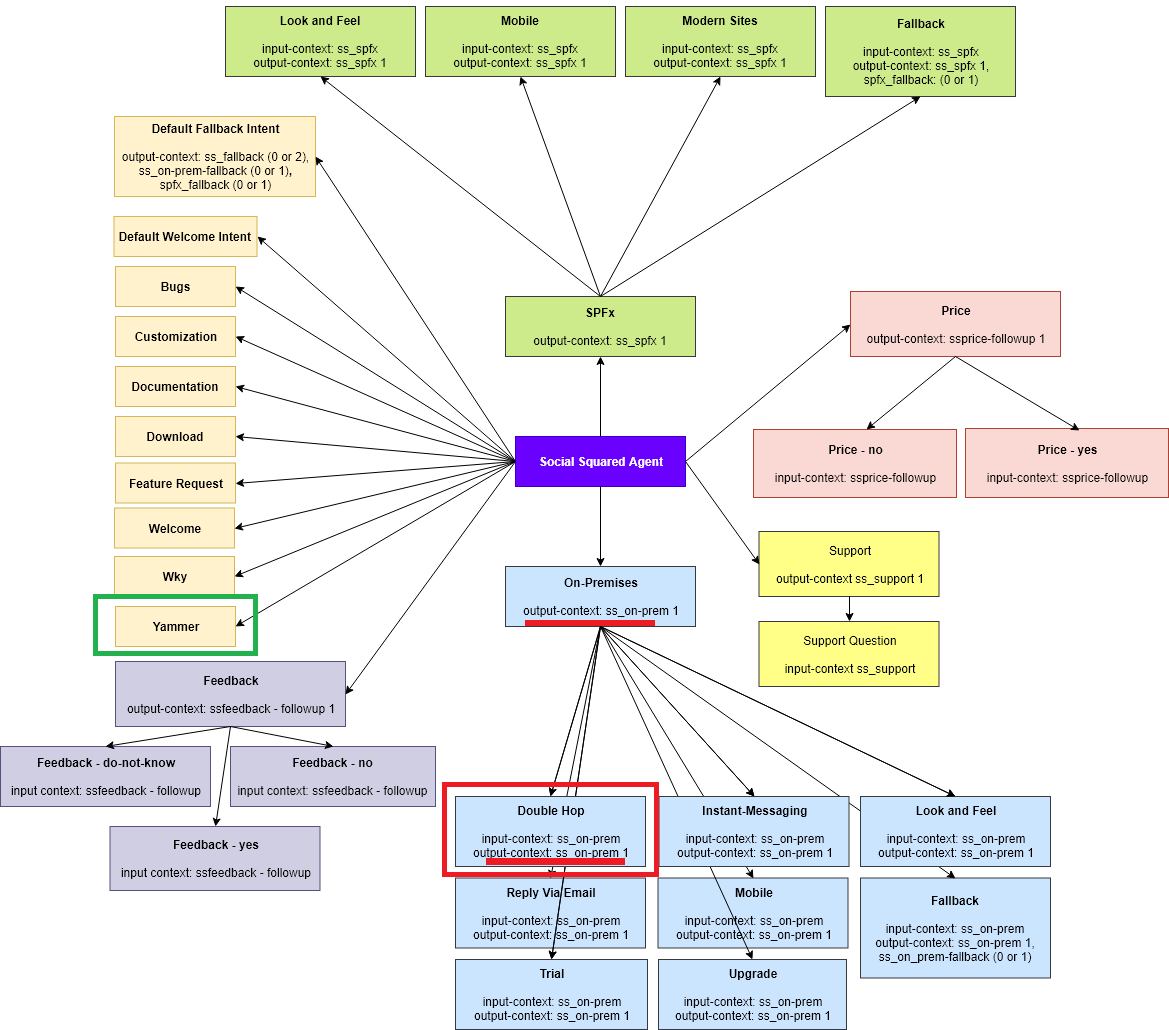 Look and Feel
input-context: ss_spfx
output-context: ss_spfx 1
Mobile
input-context: ss_spfx
output-context: ss_spfx 1
Modern Sites
input-context: ss_spfx
output-context: ss_spfx 1
Fallback
input-context: ss_spfx
output-context: ss_spfx 1,
spfx_fallback: (0 or 1)
Default Fallback Intent
output-context: ss_fallback (0 or 2),
ss_on-prem-fallback (0 or 1),
spfx_fallback (0 or 1)
Default Welcome Intent
Bugs
Customization
Documentation
Download
Feature Request
Welcome
Wky
Yammer
SPFx
output-context: ss_spfx 1
Price
output-context: ssprice-followup 1
Price - no
input-context: ssprice-followup
Price - yes
input-context: ssprice-followup
Social Squared Agent
Support
output-context ss_support 1
Support Question
input-context ss_support
On-Premises
output-context: ss_on-prem 1
Feedback
output-context: ssfeedback - followup 1
Feedback - do-not-know
input context: ssfeedback - followup
Feedback - no
input context: ssfeedback - followup
Feedback - yes
input context: ssfeedback - followup
Double Hop
input-context: ss_on-prem
output-context: ss_on-prem 1
Instant-Messaging
input-context: ss_on-prem
output-context: ss_on-prem 1
Look and Feel
input-context: ss_on-prem
output-context: ss_on-prem 1
Reply Via Email
input-context: ss_on-prem
output-context: ss_on-prem 1
Mobile
input-context: ss_on-prem
output-context: ss_on-prem 1
Fallback
input-context: ss_on-prem
output-context: ss_on-prem 1,
ss_on_prem-fallback (0 or 1)
Trial
input-context: ss_on-prem
output-context: ss_on-prem 1
Upgrade
input-context: ss_on-prem
output-context: ss_on-prem 1